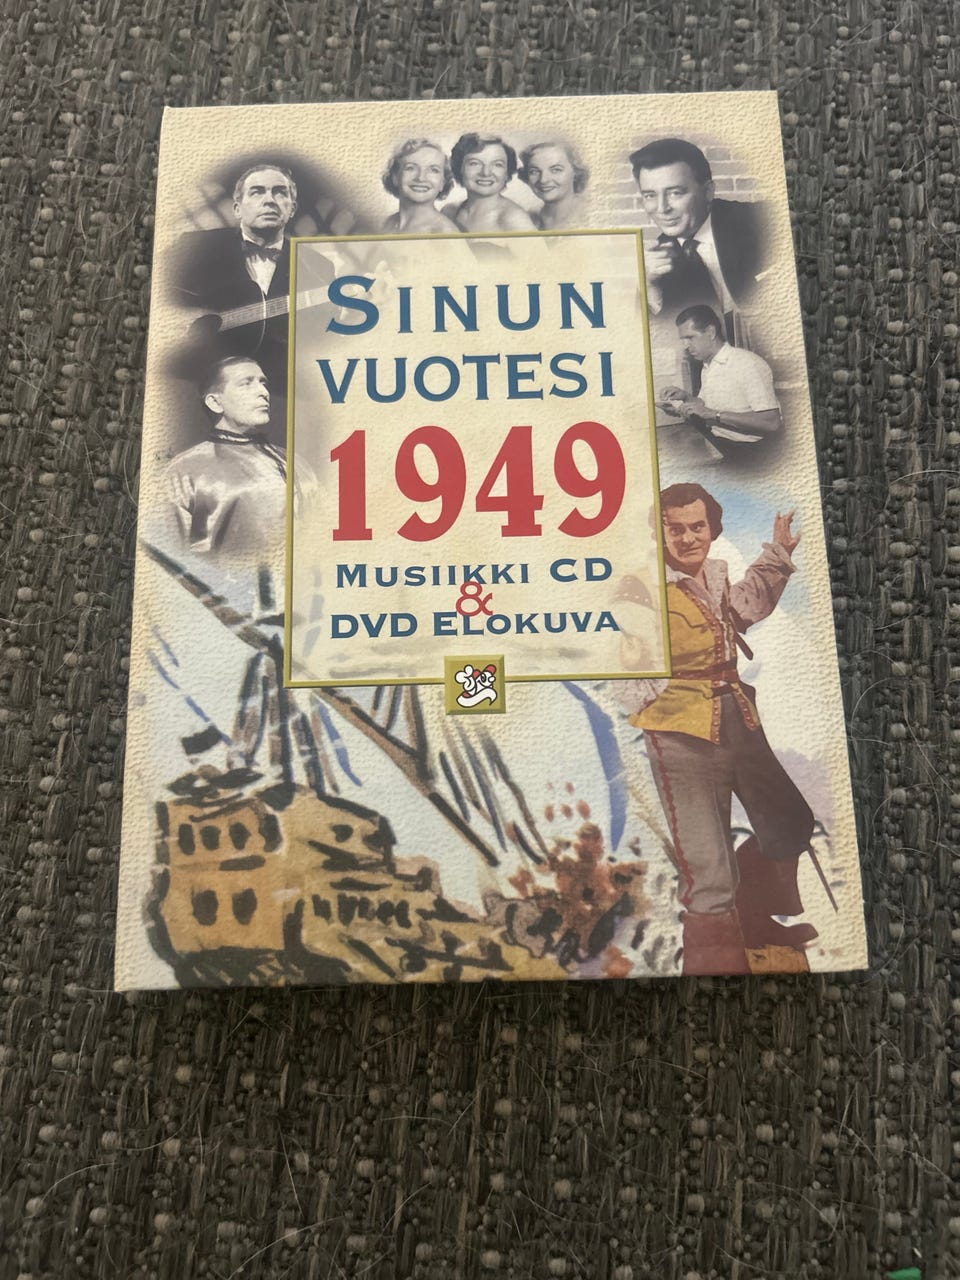 SINUN
VUOTESI
1949
MUSIIKKI CD
&
DVD ELOKUVA